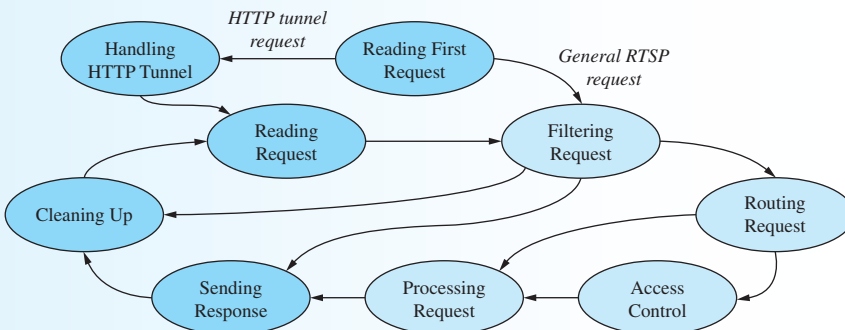 HTTP tunnel
request
Handling
HTTP Tunnel
Reading First
Request
General RTSP
request
Reading
Request
Filtering
Request
Cleaning Up
Routing
Request
Sending
Response
Processing
Request
Access
Control